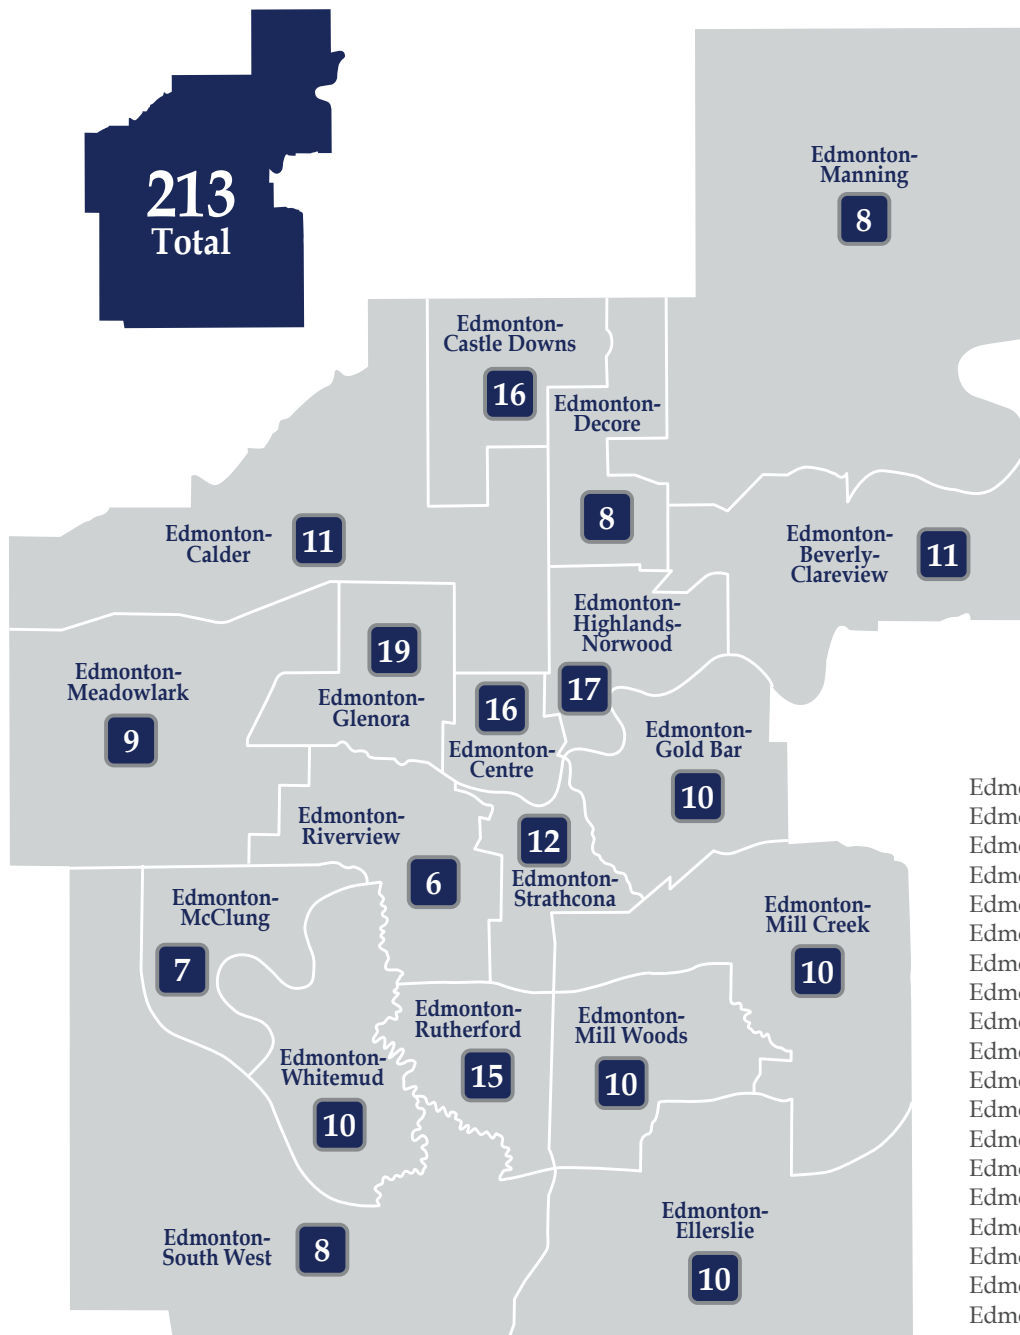 213
Total
Edmonton-
Manning
8
Edmonton-
Castle Downs
16
Edmonton-
Decore
8
Edmonton-
Calder
11
Edmonton-
Beverly-
Clareview
11
Edmonton-
Highlands-
Norwood
17
19
Edmonton-
Glenora
Edmonton-
Meadowlark
9
16
Edmonton-
Centre
Edmonton-
Gold Bar
10
Edmonton-
Riverview
6
12
Edmonton-
Strathcona
Edmonton-
McClung
7
Edmonton-
Mill Creek
10
Edmonton-
Rutherford
15
Edmonton-
Mill Woods
10
Edmonton-
Whitemud
10
Edmonton-
South West
8
Edmonton-
Ellerslie
10